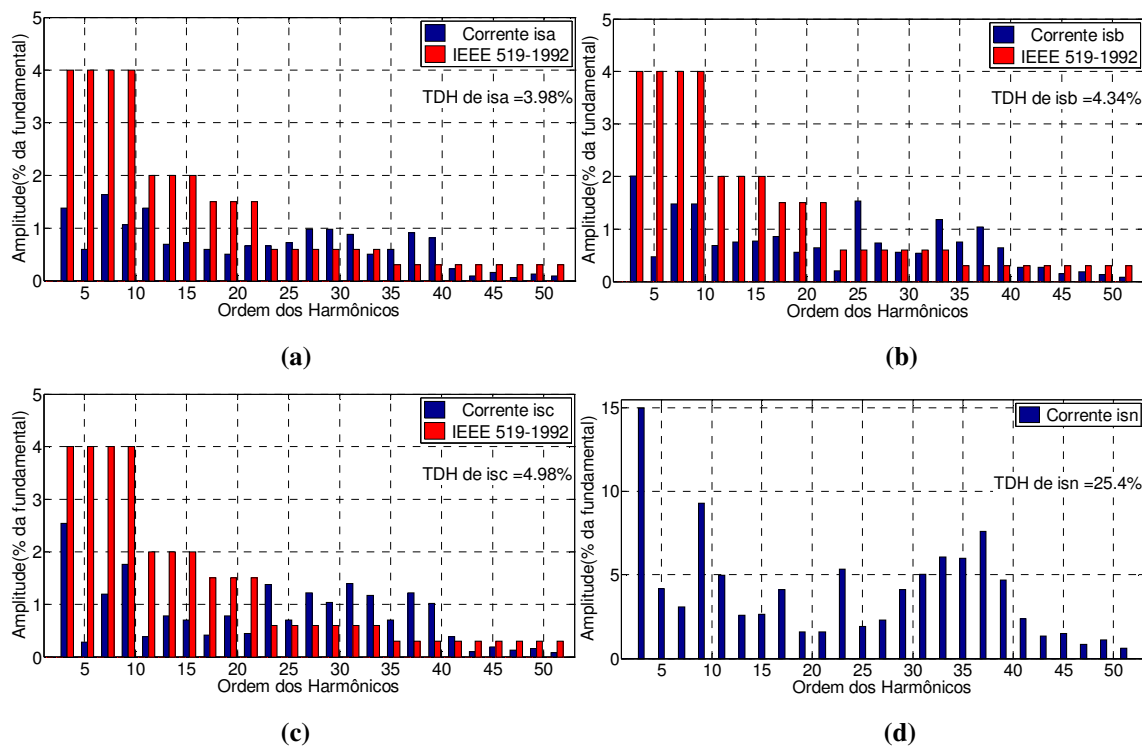 5
4
3
2
1
0
Amplitude(% da fundamental)
Corrente isa
IEEE 519-1992
TDH de isa =3.98%
5 10 15 20 25 30 35 40 45 50
Ordem dos Harmônicos
(a)
5
4
3
2
1
0
Amplitude(% da fundamental)
Corrente isb
IEEE 519-1992
TDH de isb =4.34%
5 10 15 20 25 30 35 40 45 50
Ordem dos Harmônicos
(b)
5
4
3
2
1
0
Amplitude(% da fundamental)
Corrente isc
IEEE 519-1992
TDH de isc =4.98%
5 10 15 20 25 30 35 40 45 50
Ordem dos Harmônicos
(c)
15
10
5
0
Amplitude(% da fundamental)
Corrente isn
TDH de isn =25.4%
5 10 15 20 25 30 35 40 45 50
Ordem dos Harmônicos
(d)